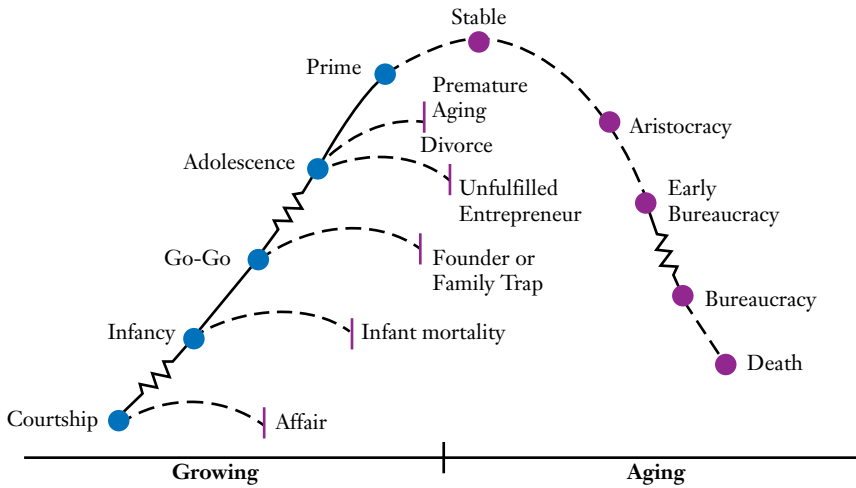 Stable
Prime
Premature
Aging
Aristocracy
Divorce
Adolescence
Unfulfilled
Entrepreneur
Early
Bureaucracy
Go-Go
Founder or
Family Trap
Bureaucracy
Infancy
Infant mortality
Death
Courtship
Affair
Growing
Aging